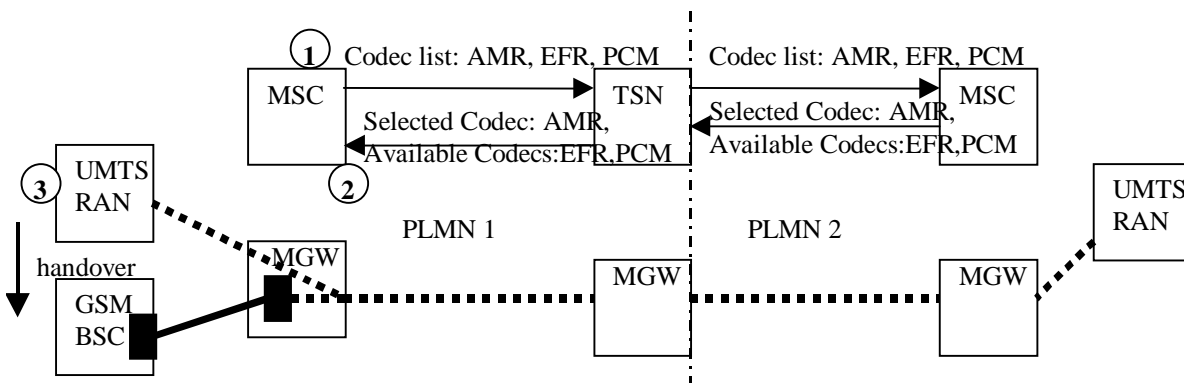 1
Codec list: AMR, EFR, PCM
Codec list: AMR, EFR, PCM
MSC
TSN
MSC
Selected Codec: AMR,
Available Codecs:EFR,PCM
Selected Codec: AMR,
Available Codecs:EFR,PCM
3
UMTS
RAN
2
UMTS
RAN
PLMN 1
PLMN 2
handover
MGW
MGW
MGW
GSM
BSC